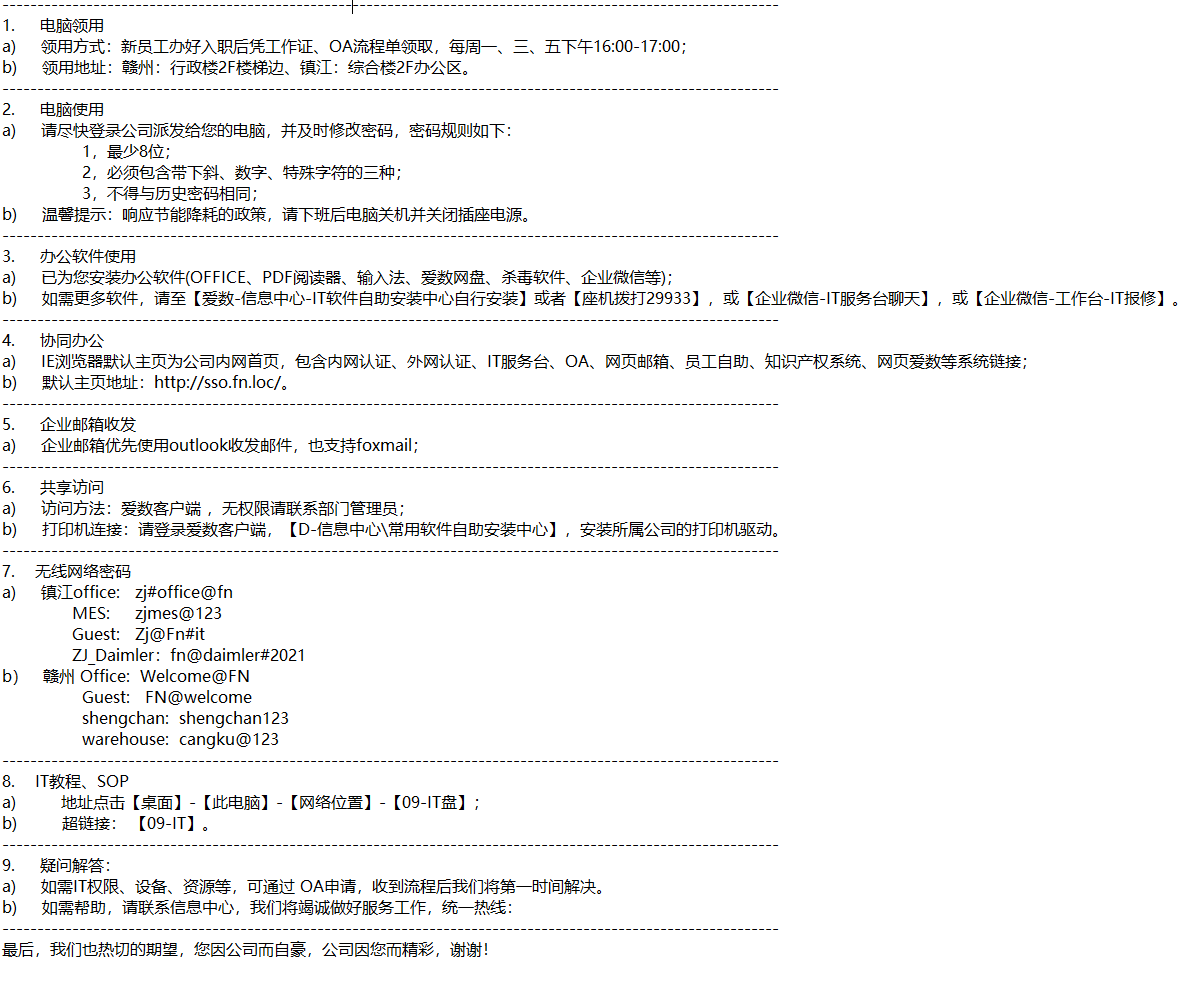 --------------------------------------------------------------------------------------------------------------
1. 电脑领用
a) 领用方式：新员工办好入职后凭工作证、OA流程单领取，每周一、三、五下午16:00-17:00；
b) 领用地址：赣州：行政楼2F楼梯边、镇江：综合楼2F办公区。
--------------------------------------------------------------------------------------------------------------
2. 电脑使用
a) 请尽快登录公司派发给您的电脑，并及时修改密码，密码规则如下：
1，最少8位；
2，必须包含带下斜、数字、特殊字符的三种；
3，不得与历史密码相同；
b) 温馨提示：响应节能降耗的政策，请下班后电脑关机并关闭插座电源。
--------------------------------------------------------------------------------------------------------------
3. 办公软件使用
a) 已为您安装办公软件(OFFICE、PDF阅读器、输入法、爱数网盘、杀毒软件、企业微信等)；
b) 如需更多软件，请至【爱数-信息中心-IT软件自助安装中心自行安装】或者【座机拨打29933】，或【企业微信-IT服务台聊天】，或【企业微信-工作台-IT报修】。
--------------------------------------------------------------------------------------------------------------
4. 协同办公
a) IE浏览器默认主页为公司内网首页，包含内网认证、外网认证、IT服务台、OA、网页邮箱、员工自助、知识产权系统、网页爱数等系统链接；
b) 默认主页地址：http://sso.fn.loc/。
--------------------------------------------------------------------------------------------------------------
5. 企业邮箱收发
a) 企业邮箱优先使用outlook收发邮件，也支持foxmail；
--------------------------------------------------------------------------------------------------------------
6. 共享访问
a) 访问方法：爱数客户端 ，无权限请联系部门管理员；
b) 打印机连接：请登录爱数客户端，【D-信息中心\常用软件自助安装中心】，安装所属公司的打印机驱动。
--------------------------------------------------------------------------------------------------------------
7. 无线网络密码
a) 镇江office: zj#office@fn
MES: zjmes@123
Guest: Zj@Fn#it
ZJ_Daimler：fn@daimler#2021
b） 赣州 Office: Welcome@FN
Guest: FN@welcome
shengchan: shengchan123
warehouse: cangku@123
--------------------------------------------------------------------------------------------------------------
8. IT教程、SOP
a) 地址点击【桌面】-【此电脑】-【网络位置】-【09-IT盘】；
b) 超链接： 【09-IT】。
--------------------------------------------------------------------------------------------------------------
9. 疑问解答：
a) 如需IT权限、设备、资源等，可通过 OA申请，收到流程后我们将第一时间解决。
b) 如需帮助，请联系信息中心，我们将竭诚做好服务工作，统一热线：
--------------------------------------------------------------------------------------------------------------
最后，我们也热切的期望，您因公司而自豪，公司因您而精彩，谢谢！